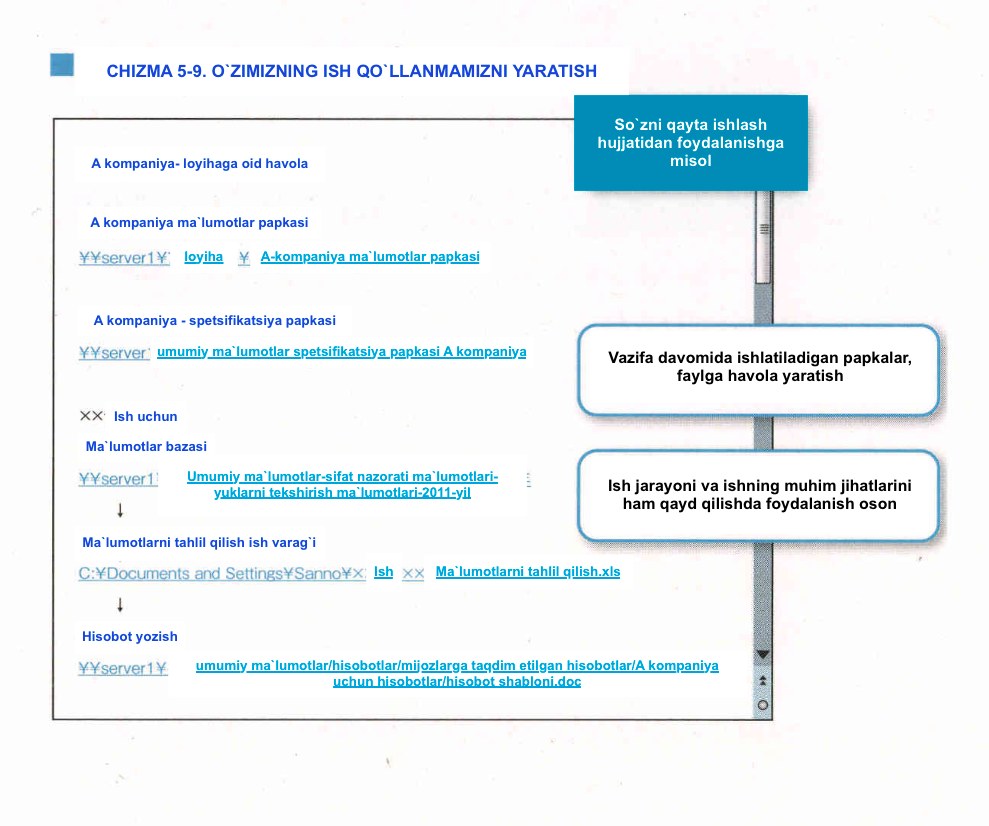 CHIZMA 5-9. O`ZIMIZNING ISH QO`LLANMAMIZNI YARATISH
So`zni qayta ishlash
hujjatidan foydalanishga
misol
A kompaniya- loyihaga oid havola
A kompaniya ma`lumotlar papkasi
¥¥server1¥ loyiha ¥ A-kompaniya ma`lumotlar papkasi
A kompaniya - spetsifikatsiya papkasi
¥¥server umumiy ma`lumotlar spetsifikatsiya papkasi A kompaniya
Vazifa davomida ishlatiladigan papkalar,
faylga havola yaratish
×× Ish uchun
Ma`lumotlar bazasi
¥¥server1 Umumiy ma`lumotlar-sifat nazorati ma`lumotlari-
yuklarni tekshirish ma`lumotlari-2011-yil
Ish jarayoni va ishning muhim jihatlarini
ham qayd qilishda foydalanish oson
↓
Ma`lumotlarni tahlil qilish ish varag`i
C:¥Documents and Settings¥Sanno¥× Ish ×× Ma`lumotlarni tahlil qilish.xls
↓
Hisobot yozish
¥¥server1¥ umumiy ma`lumotlar/hisobotlar/mijozlarga taqdim etilgan hisobotlar/A kompaniya
uchun hisobotlar/hisobot shabloni.doc